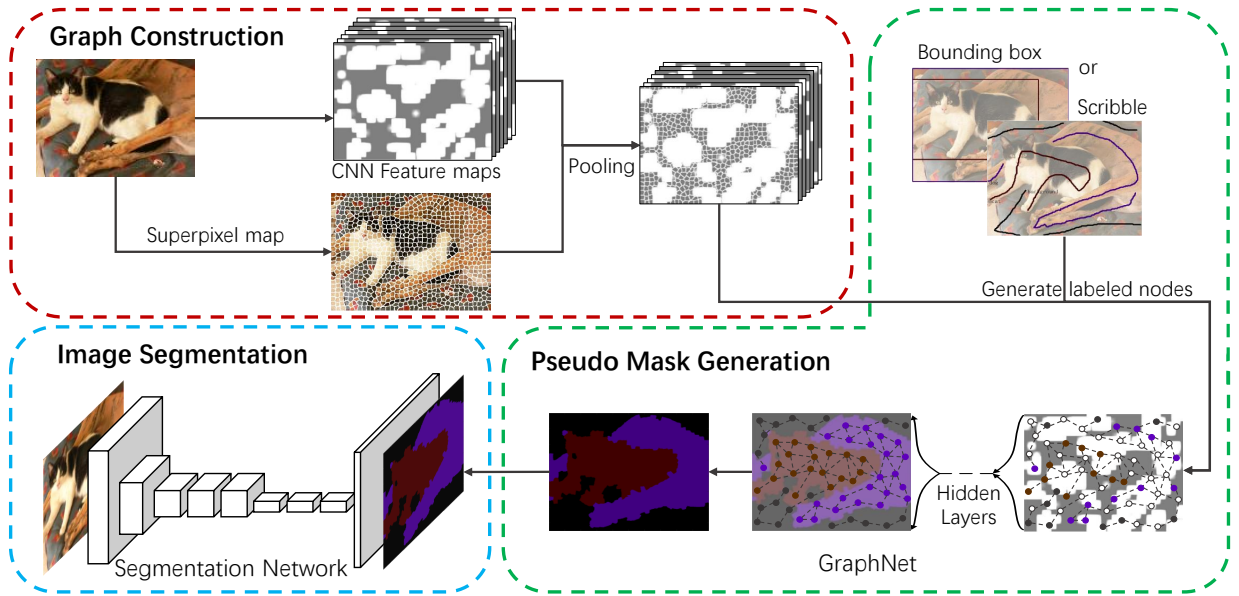 Graph Construction
CNN Feature maps
Superpixel map
Pooling
Bounding box
or
Scribble
Generate labeled nodes
Image Segmentation
Segmentation Network
Pseudo Mask Generation
Hidden
Layers
GraphNet